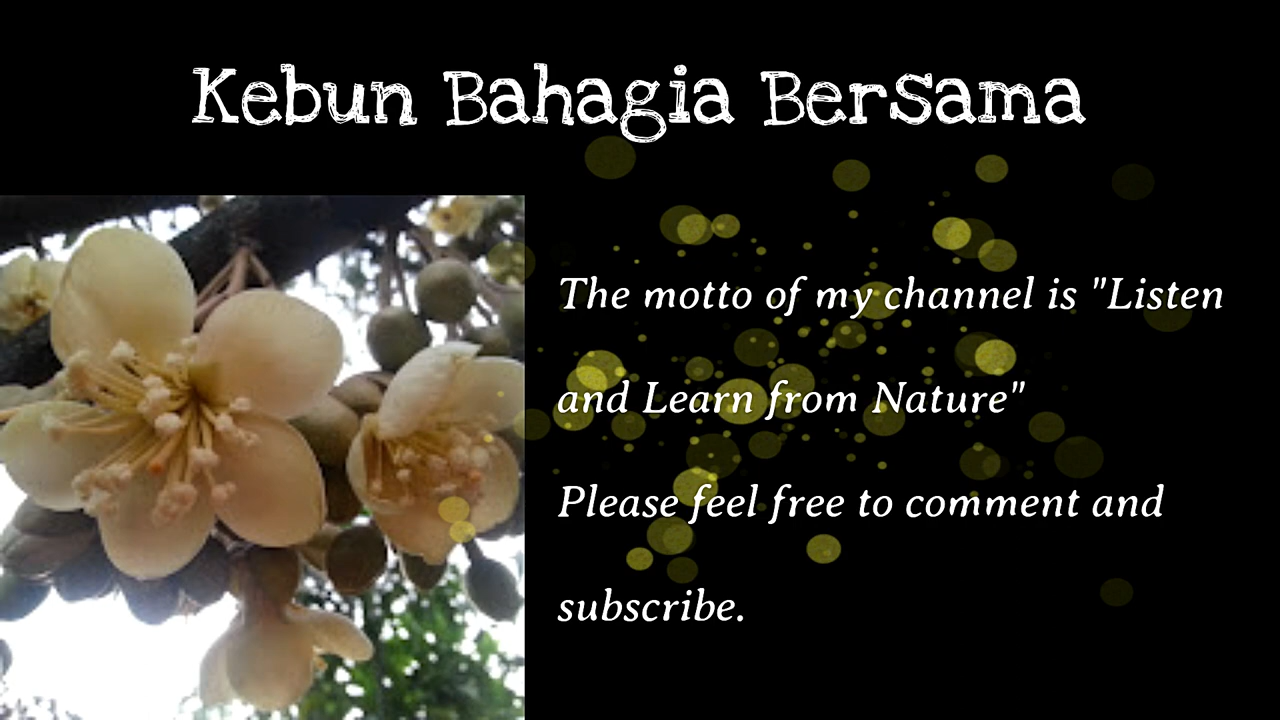 Kebun Bahagia BerSama
The motto of my channel is "Listen
and Learn from Nature"
Please feel free to comment and
subscribe.